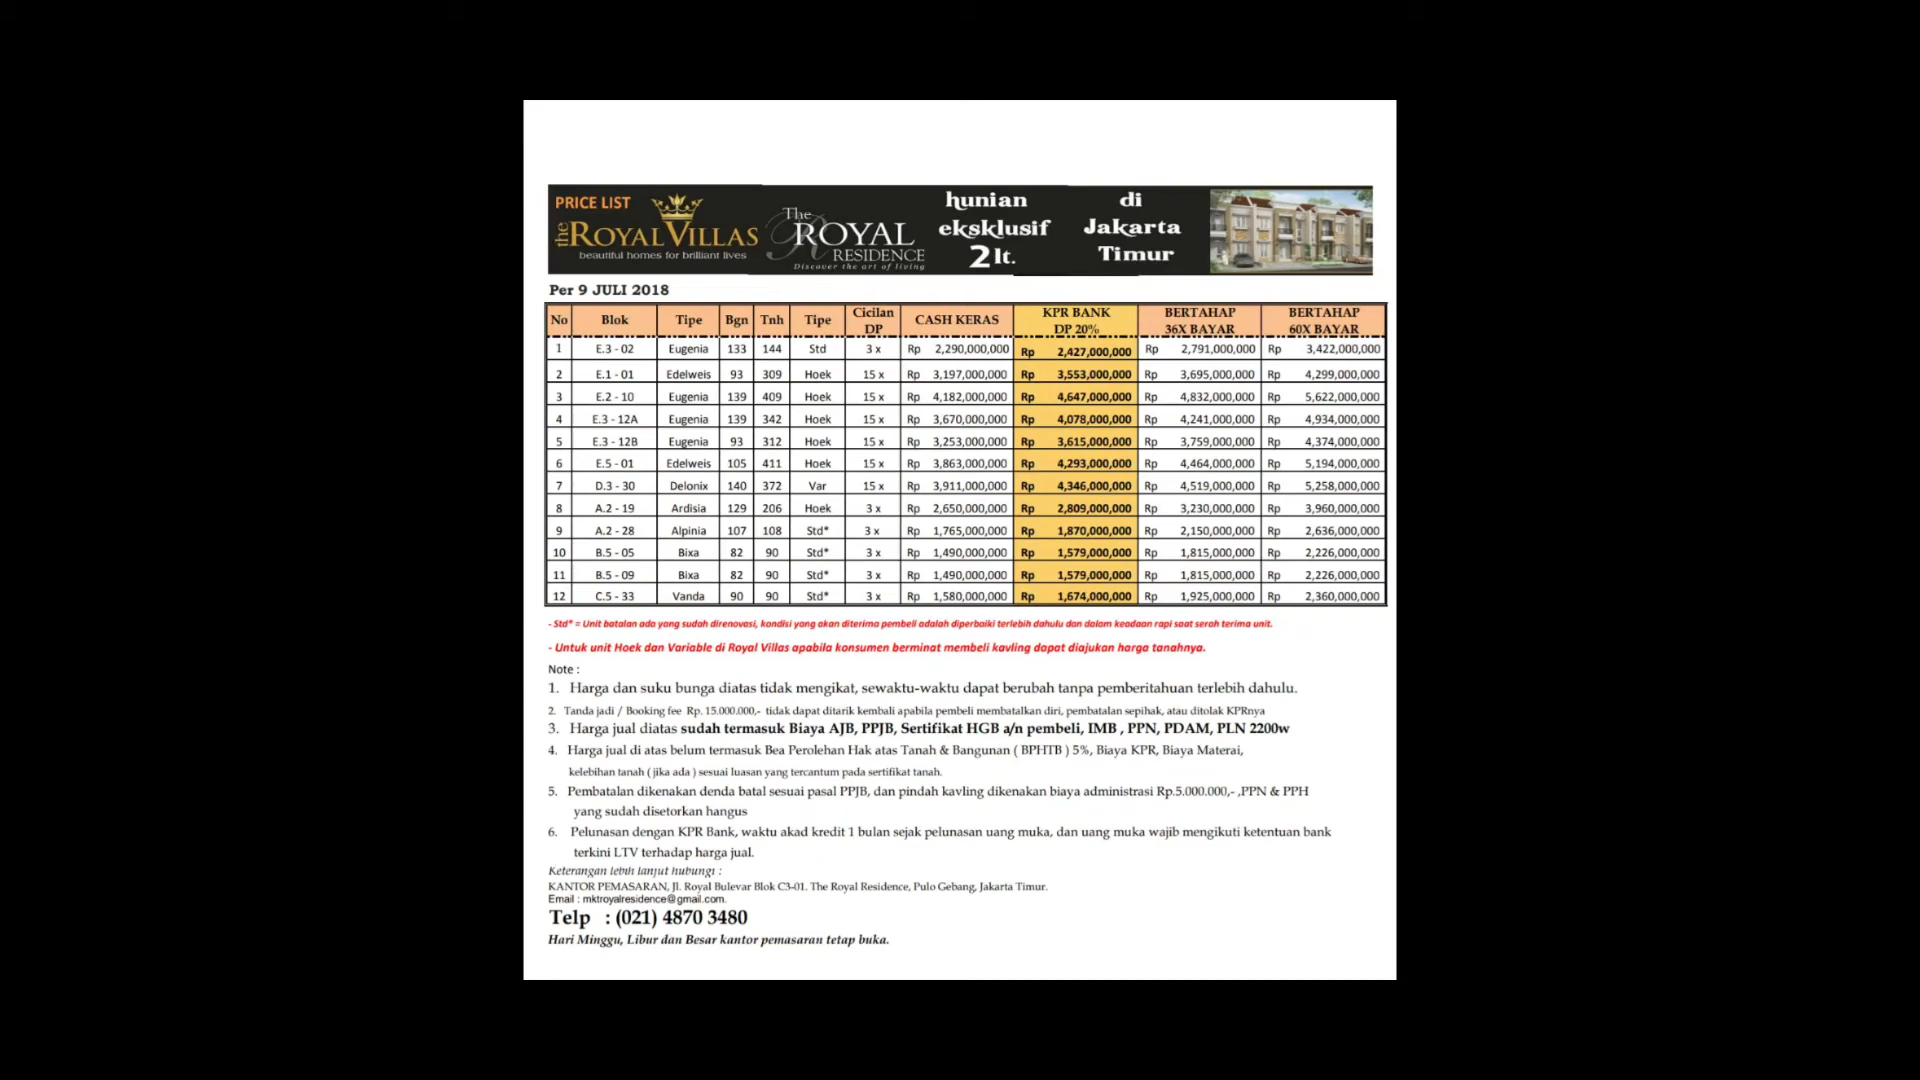 PRICE LIST
the ROYAL VILLAS
beautiful homes for brilliant lives
The ROYAL RESIDENCE
Discover the art of living
hunian eksklusif 2 lt.
di Jakarta Timur
Per 9 JULI 2018
No Blok Tipe Bgn Tnh Tipe Cicilan DP CASH KERAS KPR BANK DP 20% BERTAHAP 36X BAYAR BERTAHAP 60X BAYAR
1 E.3 - 02 Eugenia 133 144 Std 3 x Rp 2,290,000,000 Rp 2,427,000,000 Rp 2,791,000,000 Rp 3,422,000,000
2 E.1 - 01 Edelweis 93 309 Hoek 15 x Rp 3,197,000,000 Rp 3,553,000,000 Rp 3,695,000,000 Rp 4,299,000,000
3 E.2 - 10 Eugenia 139 409 Hoek 15 x Rp 4,182,000,000 Rp 4,647,000,000 Rp 4,832,000,000 Rp 5,622,000,000
4 E.3 - 12A Eugenia 139 342 Hoek 15 x Rp 3,670,000,000 Rp 4,078,000,000 Rp 4,241,000,000 Rp 4,934,000,000
5 E.3 - 12B Eugenia 93 312 Hoek 15 x Rp 3,253,000,000 Rp 3,615,000,000 Rp 3,759,000,000 Rp 4,374,000,000
6 E.5 - 01 Edelweis 105 411 Hoek 15 x Rp 3,863,000,000 Rp 4,293,000,000 Rp 4,464,000,000 Rp 5,194,000,000
7 D.3 - 30 Delonix 140 372 Var 15 x Rp 3,911,000,000 Rp 4,346,000,000 Rp 4,519,000,000 Rp 5,258,000,000
8 A.2 - 19 Ardisia 129 206 Hoek 3 x Rp 2,650,000,000 Rp 2,809,000,000 Rp 3,230,000,000 Rp 3,960,000,000
9 A.2 - 28 Alpinia 107 108 Std* 3 x Rp 1,765,000,000 Rp 1,870,000,000 Rp 2,150,000,000 Rp 2,636,000,000
10 B.5 - 05 Bixa 82 90 Std* 3 x Rp 1,490,000,000 Rp 1,579,000,000 Rp 1,815,000,000 Rp 2,226,000,000
11 B.5 - 09 Bixa 82 90 Std* 3 x Rp 1,490,000,000 Rp 1,579,000,000 Rp 1,815,000,000 Rp 2,226,000,000
12 C.5 - 33 Vanda 90 90 Std* 3 x Rp 1,580,000,000 Rp 1,674,000,000 Rp 1,925,000,000 Rp 2,360,000,000
- Std* = Unit batalan ada yang sudah direnovasi, kondisi yang akan diterima pembeli adalah diperbaiki terlebih dahulu dan dalam keadaan rapi saat serah terima unit.
- Untuk unit Hoek dan Variable di Royal Villas apabila konsumen berminat membeli kavling dapat diajukan harga tanahnya.
Note :
1. Harga dan suku bunga diatas tidak mengikat, sewaktu-waktu dapat berubah tanpa pemberitahuan terlebih dahulu.
2. Tanda jadi / Booking fee Rp. 15.000.000,- tidak dapat ditarik kembali apabila pembeli membatalkan diri, pembatalan sepihak, atau ditolak KPRnya
3. Harga jual diatas sudah termasuk Biaya AJB, PPJB, Sertifikat HGB a/n pembeli, IMB , PPN, PDAM, PLN 2200w
4. Harga jual di atas belum termasuk Bea Perolehan Hak atas Tanah & Bangunan ( BPHTB ) 5%, Biaya KPR, Biaya Materai,
kelebihan tanah ( jika ada ) sesuai luasan yang tercantum pada sertifikat tanah.
5. Pembatalan dikenakan denda batal sesuai pasal PPJB, dan pindah kavling dikenakan biaya administrasi Rp.5.000.000,- ,PPN & PPH
yang sudah disetorkan hangus
6. Pelunasan dengan KPR Bank, waktu akad kredit 1 bulan sejak pelunasan uang muka, dan uang muka wajib mengikuti ketentuan bank
terkini LTV terhadap harga jual.
Keterangan lebih lanjut hubungi :
KANTOR PEMASARAN, Jl. Royal Bulevar Blok C3-01. The Royal Residence, Pulo Gebang, Jakarta Timur.
Email : mktroyalresidence@gmail.com.
Telp : (021) 4870 3480
Hari Minggu, Libur dan Besar kantor pemasaran tetap buka.